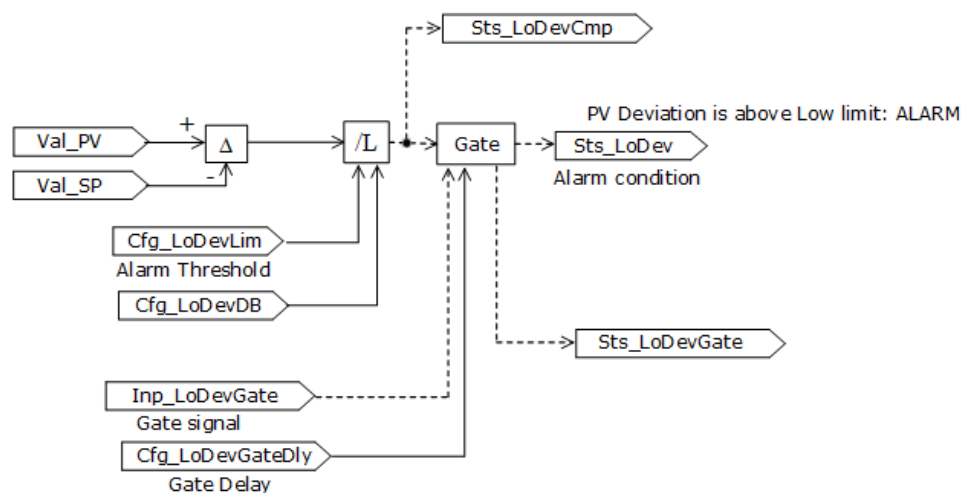 Sts_LoDevCmp
PV Deviation is above Low limit: ALARM
+
Val_PV
Δ
/L
Gate
Sts_LoDev
-
Val_SP
Alarm condition
Cfg_LoDevLim
Alarm Threshold
Cfg_LoDevDB
Sts_LoDevGate
Inp_LoDevGate
Gate signal
Cfg_LoDevGateDly
Gate Delay